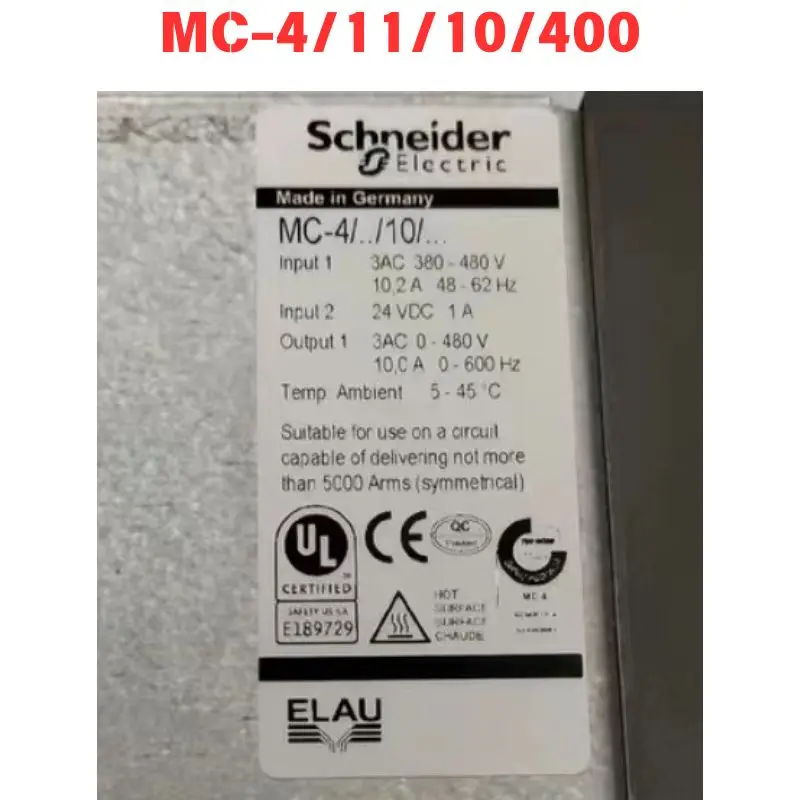 MC-4/11/10/400
Schneider
Electric
Made in Germany
MC-4/../10/...
Input 1 3AC 380 - 480 V
10,2 A 48 - 62 Hz
Input 2 24 VDC 1 A
Output 1 3AC 0 - 480 V
10,0 A 0 - 600 Hz
Temp Ambient 5 - 45 °C
Suitable for use on a circuit
capable of delivering not more
than 5000 Arms (symmetrical)
UL
CE
QC
CERTIFIED
SAFETY US CA
E189729
HOT
SURFACE
SURFACE
CHAUDE
MC-4
ELAU